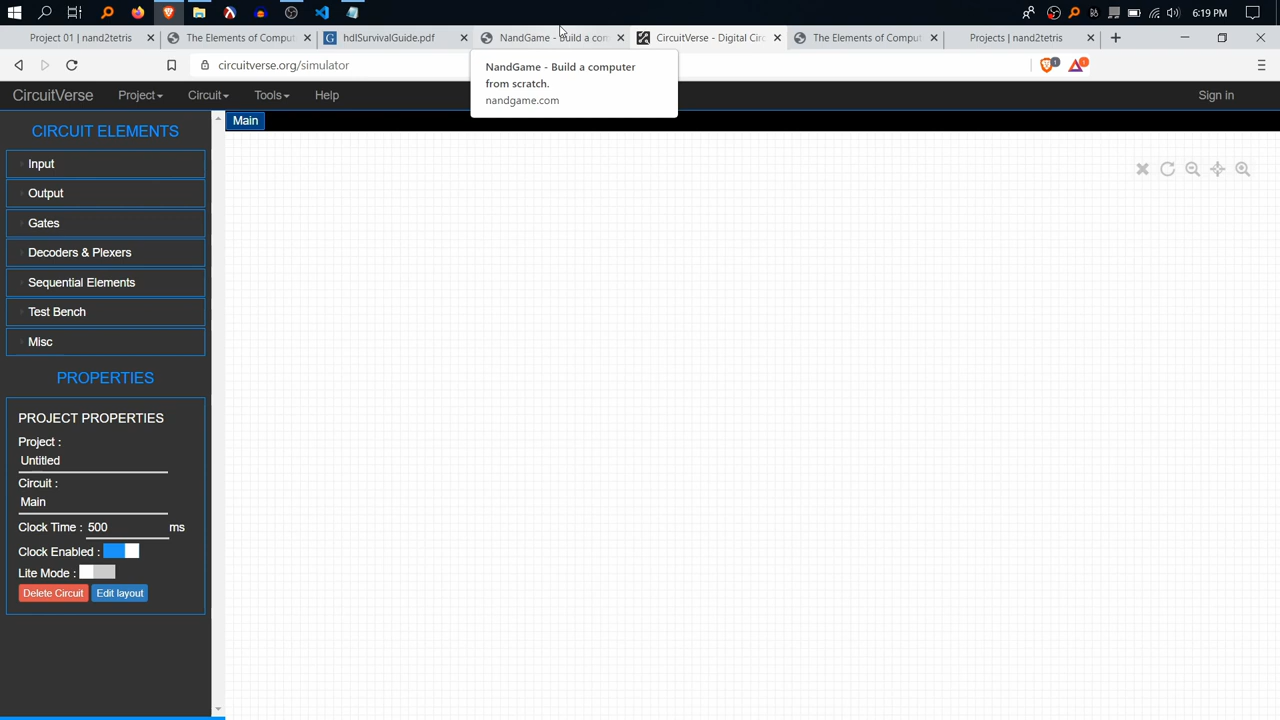 6:19 PM
Project 01 | nand2tetris
The Elements of Comput
hdlSurvivalGuide.pdf
NandGame - Build a com
CircuitVerse - Digital Circ
The Elements of Comput
Projects | nand2tetris
circuitverse.org/simulator
1
1
NandGame - Build a computer
from scratch.
nandgame.com
CircuitVerse
Project
Circuit
Tools
Help
Sign in
CIRCUIT ELEMENTS
Main
Input
Output
Gates
Decoders & Plexers
Sequential Elements
Test Bench
Misc
PROPERTIES
PROJECT PROPERTIES
Project :
Untitled
Circuit :
Main
Clock Time : 500 ms
Clock Enabled :
Lite Mode :
Delete Circuit
Edit layout